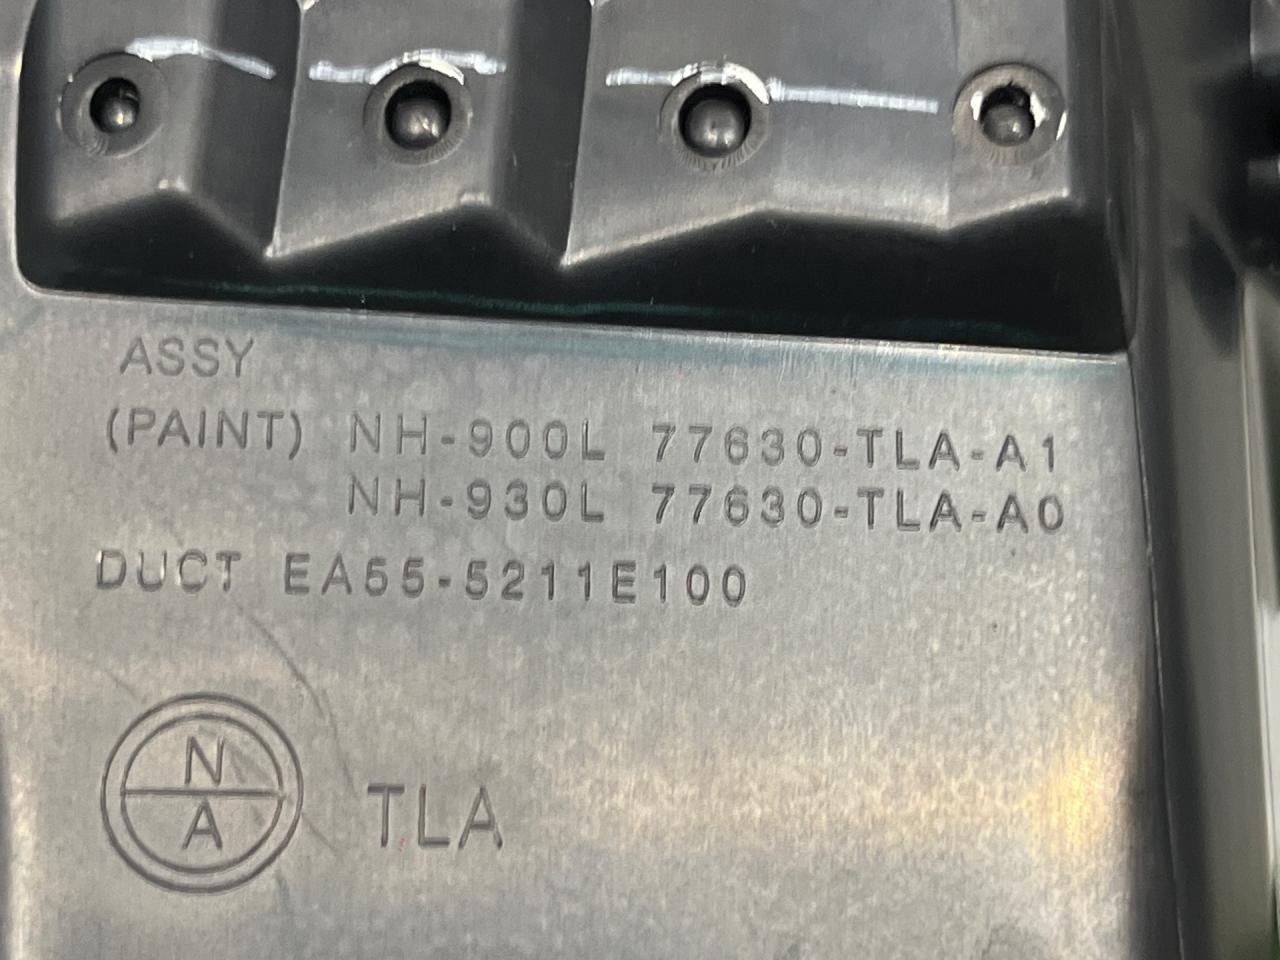 ASSY
(PAINT) NH-900L 77630-TLA-A1
NH-930L 77630-TLA-A0
DUCT EA55-5211E100
N
A
TLA